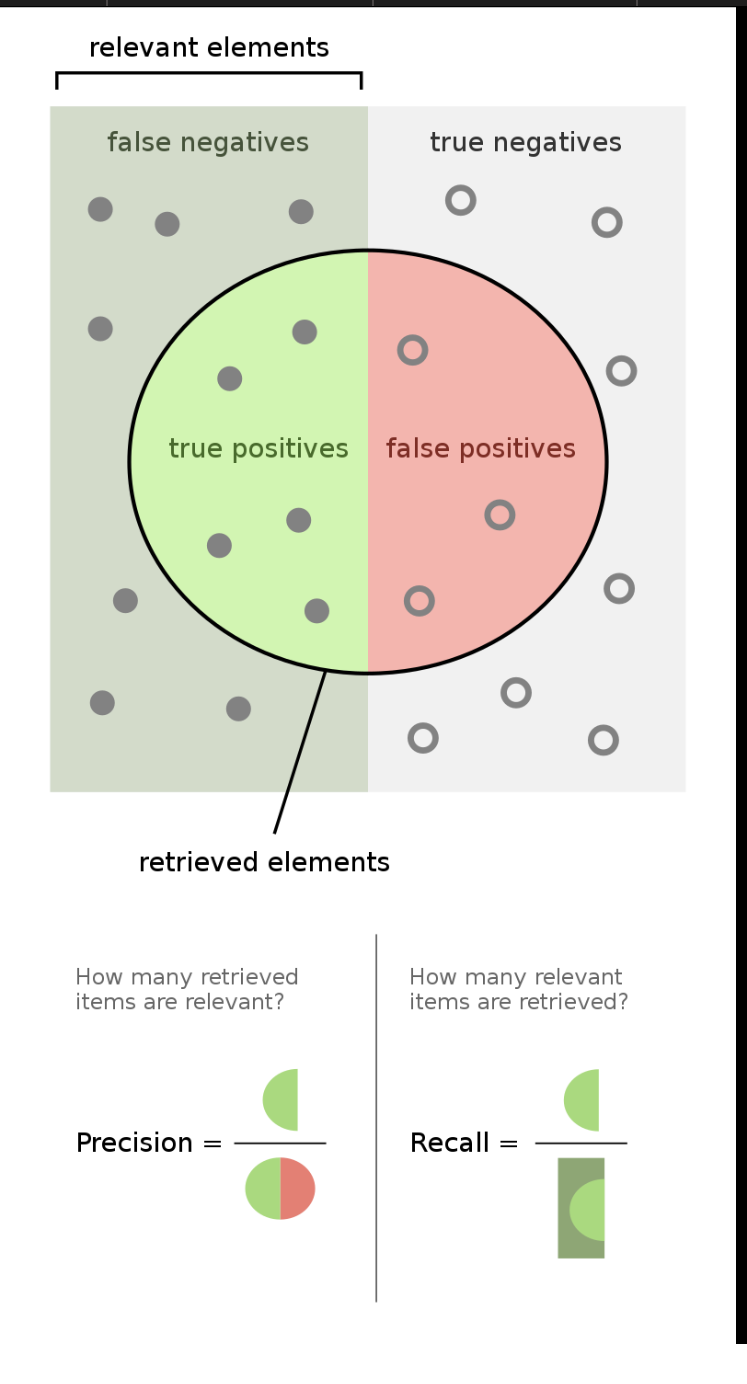 relevant elements
false negatives
true negatives
true positives
false positives
retrieved elements
How many retrieved
items are relevant?
Precision =
How many relevant
items are retrieved?
Recall =